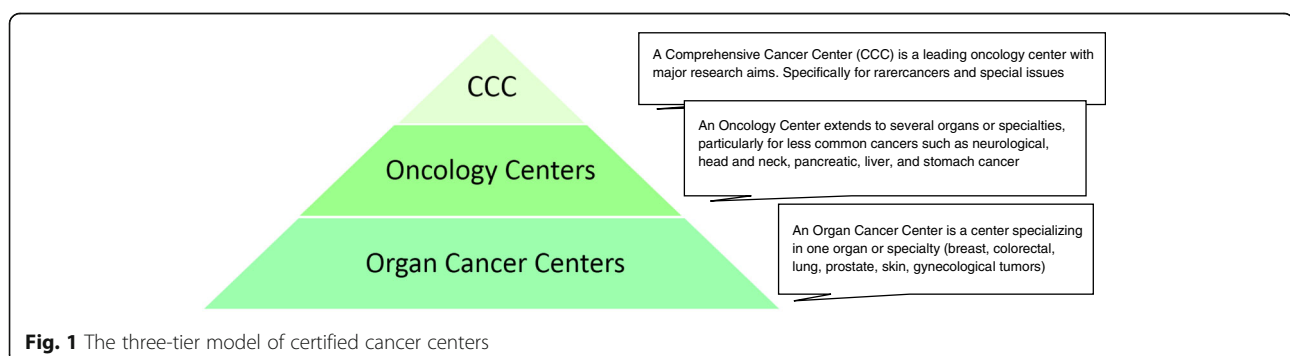 CCC
A Comprehensive Cancer Center (CCC) is a leading oncology center with
major research aims. Specifically for rarercancers and special issues
Oncology Centers
An Oncology Center extends to several organs or specialties,
particularly for less common cancers such as neurological,
head and neck, pancreatic, liver, and stomach cancer
Organ Cancer Centers
An Organ Cancer Center is a center specializing
in one organ or specialty (breast, colorectal,
lung, prostate, skin, gynecological tumors)
Fig. 1 The three-tier model of certified cancer centers